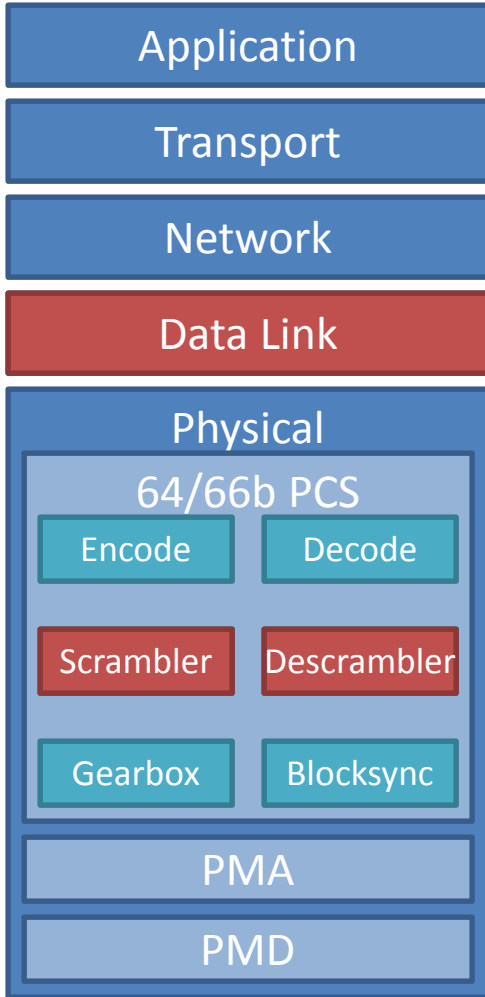 Application
Transport
Network
Data Link
Physical
64/66b PCS
Encode
Decode
Scrambler
Descrambler
Gearbox
Blocksync
PMA
PMD